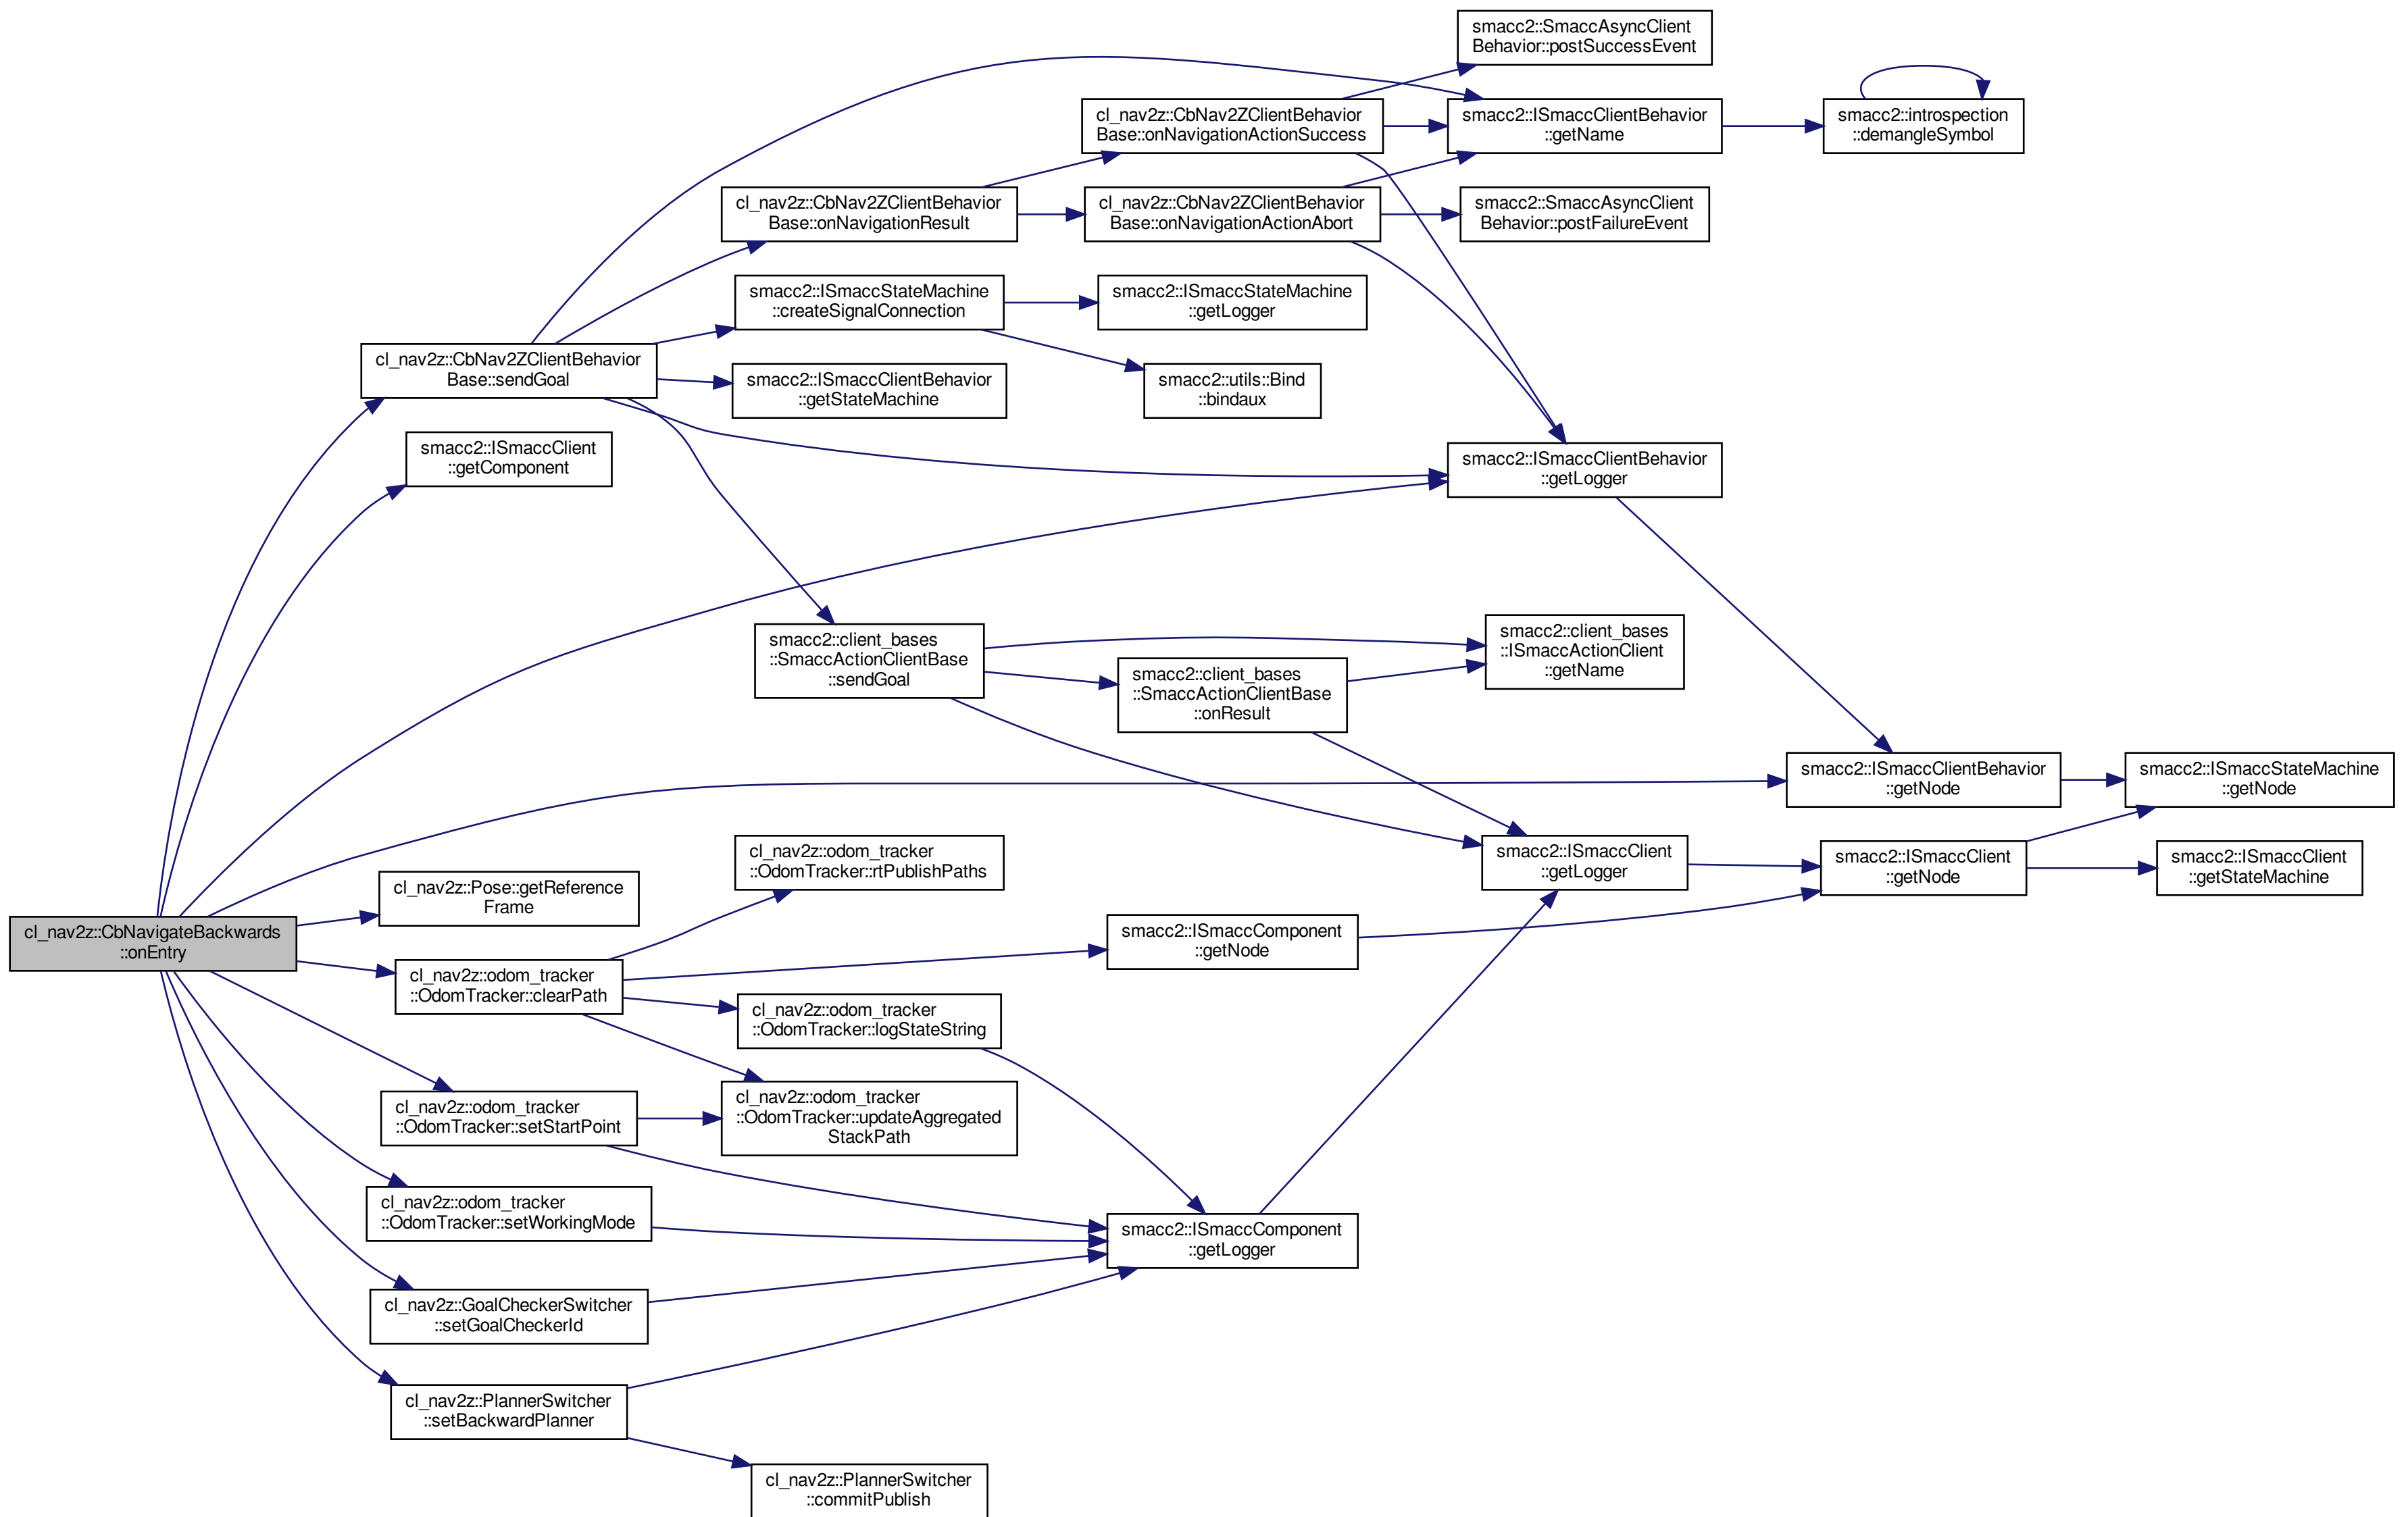 smacc2::SmaccAsyncClient
Behavior::postSuccessEvent
cl_nav2z::CbNav2ZClientBehavior
Base::onNavigationActionSuccess
smacc2::ISmaccClientBehavior
::getName
smacc2::introspection
::demangleSymbol
cl_nav2z::CbNav2ZClientBehavior
Base::onNavigationResult
cl_nav2z::CbNav2ZClientBehavior
Base::onNavigationActionAbort
smacc2::SmaccAsyncClient
Behavior::postFailureEvent
smacc2::ISmaccStateMachine
::createSignalConnection
smacc2::ISmaccStateMachine
::getLogger
cl_nav2z::CbNav2ZClientBehavior
Base::sendGoal
smacc2::ISmaccClientBehavior
::getStateMachine
smacc2::utils::Bind
::bindaux
smacc2::ISmaccClient
::getComponent
smacc2::ISmaccClientBehavior
::getLogger
smacc2::client_bases
::SmaccActionClientBase
::sendGoal
smacc2::client_bases
::SmaccActionClientBase
::onResult
smacc2::client_bases
::ISmaccActionClient
::getName
smacc2::ISmaccClientBehavior
::getNode
smacc2::ISmaccStateMachine
::getNode
cl_nav2z::odom_tracker
::OdomTracker::rtPublishPaths
smacc2::ISmaccClient
::getLogger
smacc2::ISmaccClient
::getNode
smacc2::ISmaccClient
::getStateMachine
cl_nav2z::Pose::getReference
Frame
cl_nav2z::CbNavigateBackwards
::onEntry
smacc2::ISmaccComponent
::getNode
cl_nav2z::odom_tracker
::OdomTracker::clearPath
cl_nav2z::odom_tracker
::OdomTracker::logStateString
cl_nav2z::odom_tracker
::OdomTracker::setStartPoint
cl_nav2z::odom_tracker
::OdomTracker::updateAggregated
StackPath
cl_nav2z::odom_tracker
::OdomTracker::setWorkingMode
smacc2::ISmaccComponent
::getLogger
cl_nav2z::GoalCheckerSwitcher
::setGoalCheckerId
cl_nav2z::PlannerSwitcher
::setBackwardPlanner
cl_nav2z::PlannerSwitcher
::commitPublish